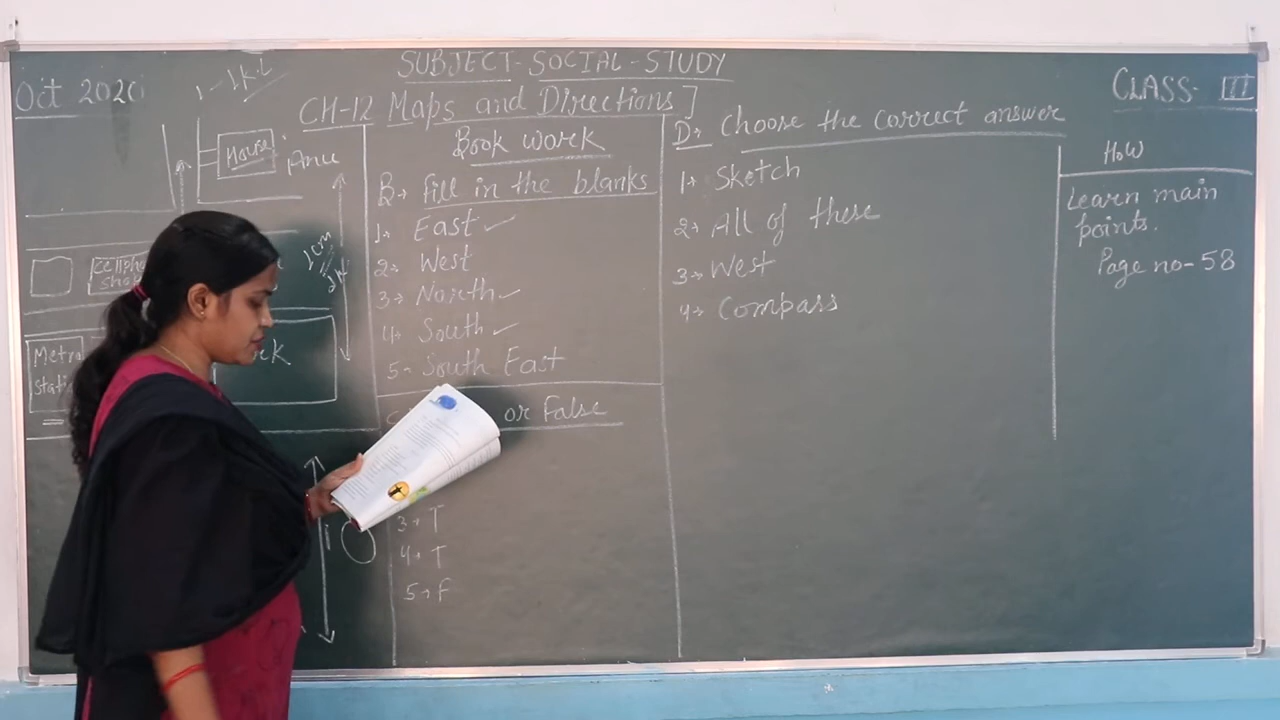 SUBJECT-SOCIAL-STUDY
Oct 2020
CLASS- III
CH-12 Maps and Directions]
House
Anu
Metro
1cm
Book work
B→ fill in the blanks
1→ East ✓
2→ West
3→ North ✓
4→ South ✓
5→ South East
or False
3→ T
4→ T
5→ F
D→ Choose the correct answer
1→ Sketch
2→ All of these
3→ West
4→ Compass
HoW
Learn main
points.
Page no-58